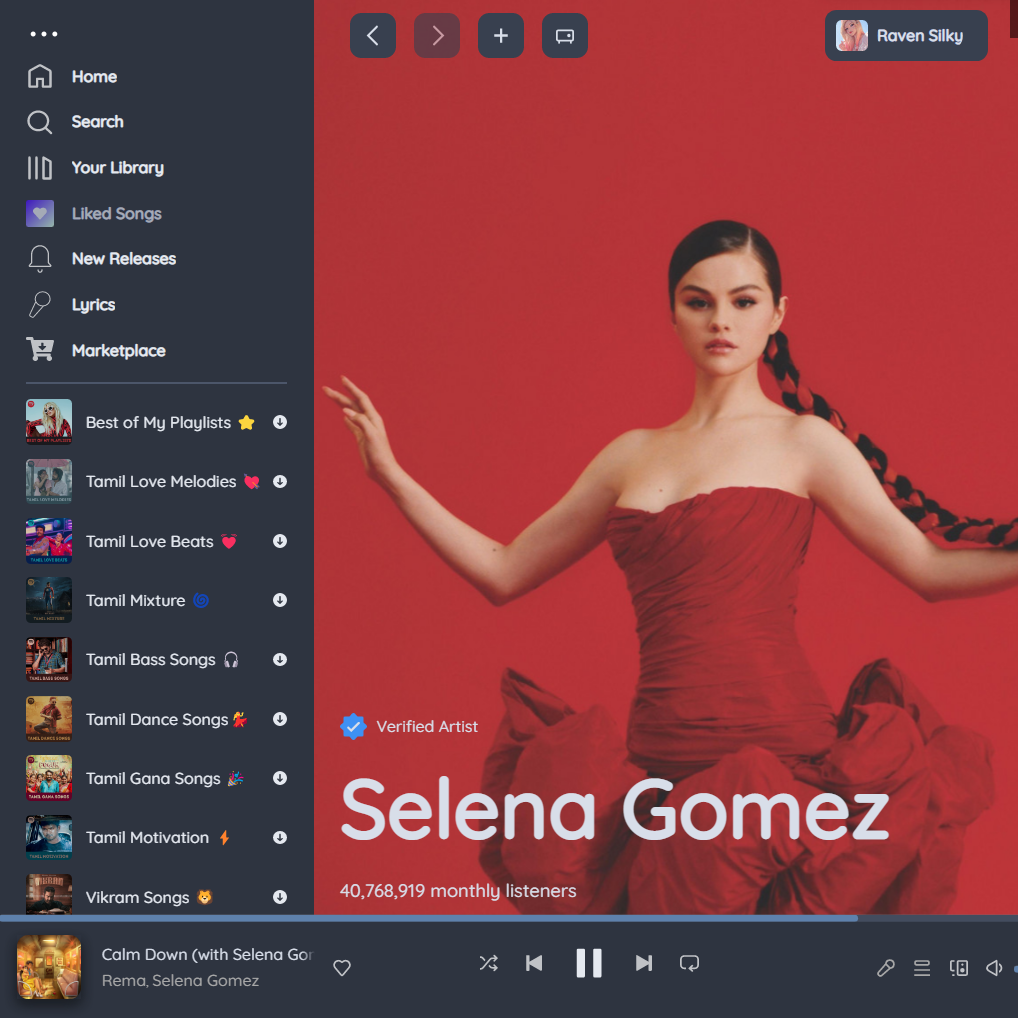 Raven Silky
Home
Search
Your Library
Liked Songs
New Releases
Lyrics
Marketplace
Best of My Playlists ⭐
Tamil Love Melodies 💘
Tamil Love Beats 💓
Tamil Mixture 🌀
Tamil Bass Songs 🎧
Tamil Dance Songs 💃
Tamil Gana Songs 🎉
Tamil Motivation ⚡
Vikram Songs 🦁
Verified Artist
Selena Gomez
40,768,919 monthly listeners
Calm Down (with Selena Gor
Rema, Selena Gomez